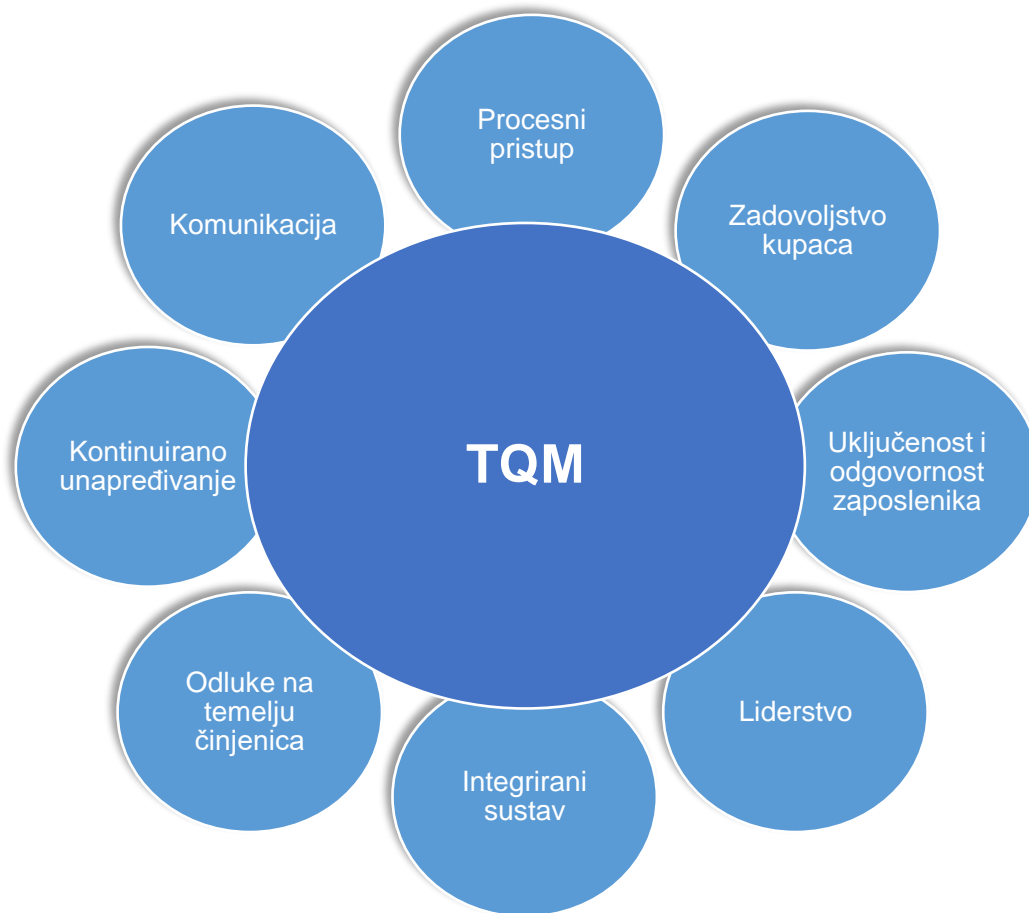 Procesni
pristup
Zadovoljstvo
kupaca
Uključenost i
odgovornost
zaposlenika
Liderstvo
Integrirani
sustav
Odluke na
temelju
činjenica
Kontinuirano
unapređivanje
Komunikacija
TQM